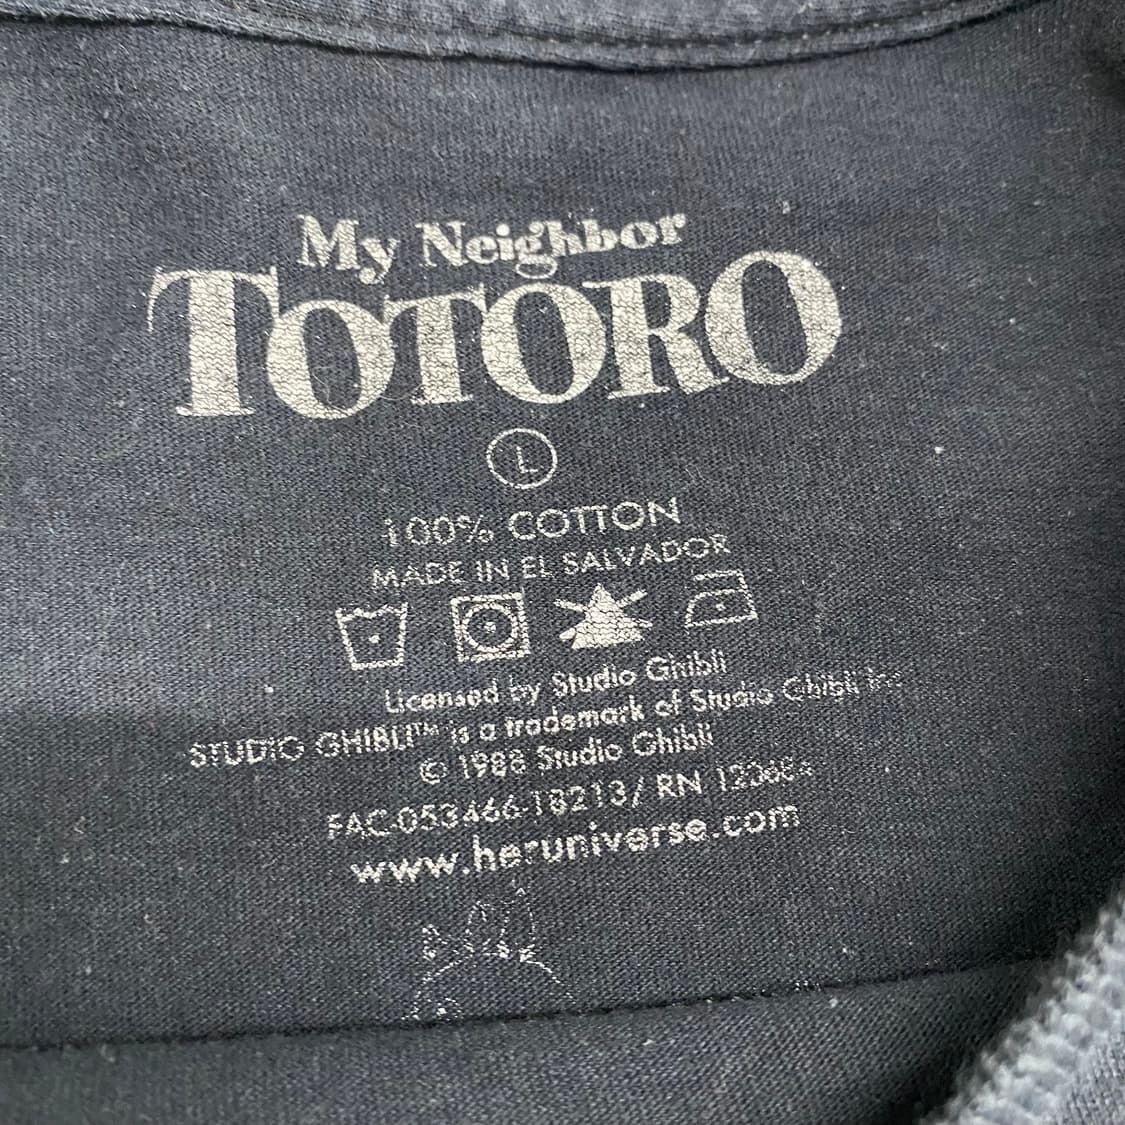 My Neighbor
TOTORO
L
100% COTTON
MADE IN EL SALVADOR
Licensed by Studio Ghibli
STUDIO GHIBLI™ is a trademark of Studio Ghibli Inc.
© 1988 Studio Ghibli
FAC-053466-18213/ RN 123684
www.heruniverse.com